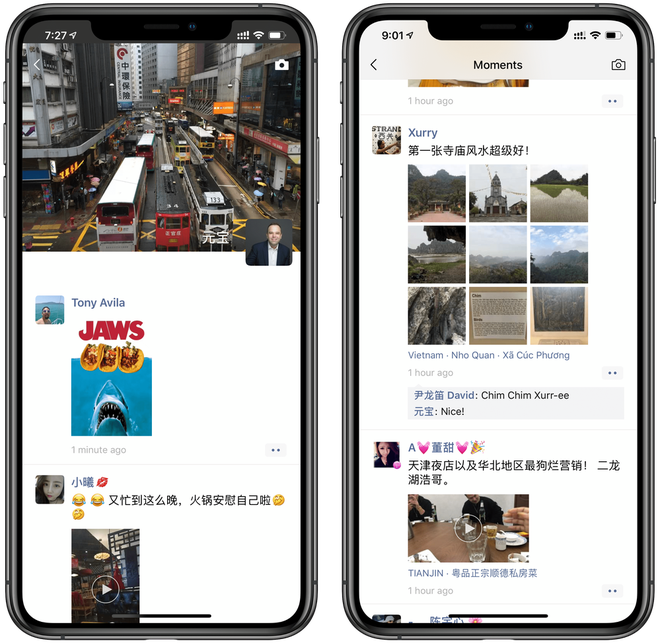 7:27
中環保險
34
133
元宝
Tony Avila
JAWS
1 minute ago
小曦💋
😂 😂 又忙到这么晚，火锅安慰自己啦🤣
🤣
9:01
Moments
1 hour ago
STRAND
Xurry
第一张寺庙风水超级好！
Vietnam · Nho Quan · Xã Cúc Phương
1 hour ago
尹龙笛 David: Chim Chim Xurr-ee
元宝: Nice!
A💓董甜💓🎉
天津夜店以及华北地区最狗烂营销！ 二龙
湖浩哥。
TIANJIN · 粤品正宗顺德私房菜
1 hour ago